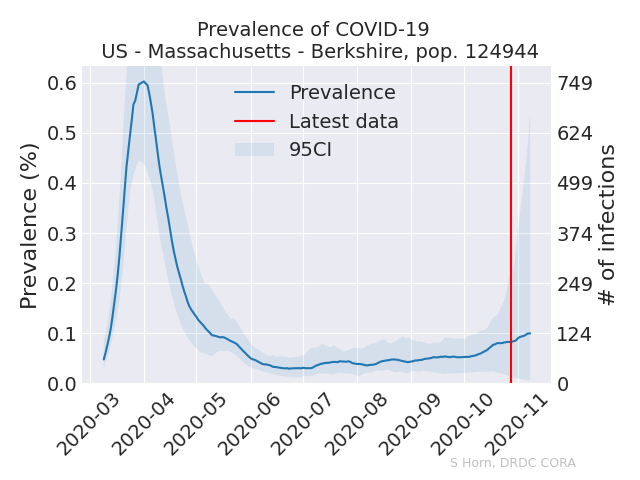 Prevalence of COVID-19
US - Massachusetts - Berkshire, pop. 124944
Prevalence
Latest data
95CI
Prevalence (%)
0.6
0.5
0.4
0.3
0.2
0.1
0.0
749
624
499
374
249
124
0
# of infections
2020-03
2020-04
2020-05
2020-06
2020-07
2020-08
2020-09
2020-10
2020-11
S Horn, DRDC CORA